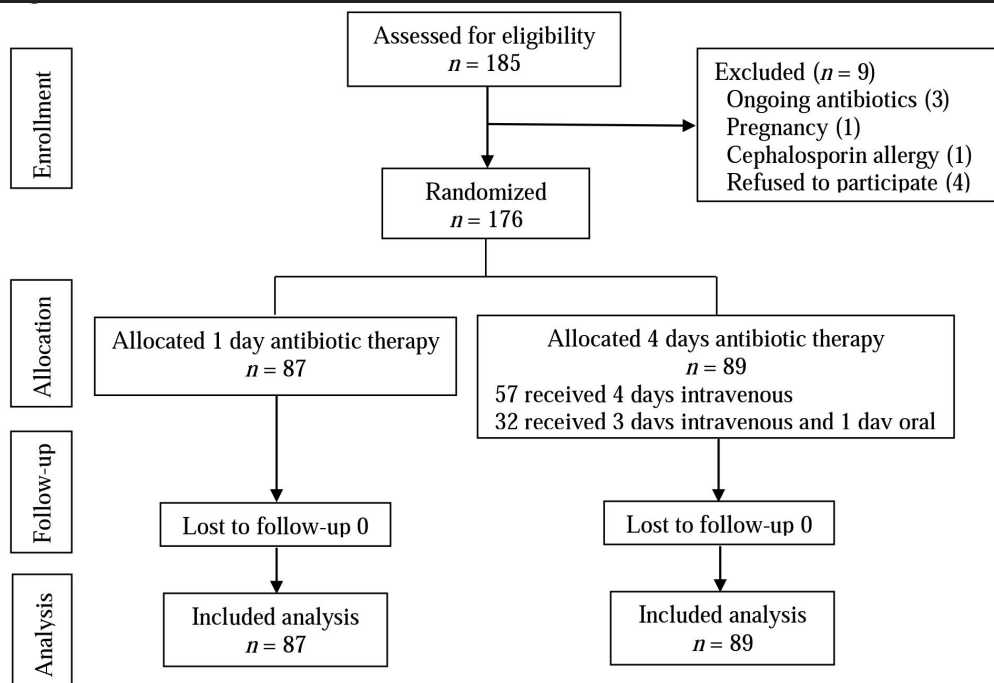 Enrollment
Assessed for eligibility
n = 185
Excluded (n = 9)
Ongoing antibiotics (3)
Pregnancy (1)
Cephalosporin allergy (1)
Refused to participate (4)
Randomized
n = 176
Allocation
Allocated 1 day antibiotic therapy
n = 87
Allocated 4 days antibiotic therapy
n = 89
57 received 4 days intravenous
32 received 3 days intravenous and 1 day oral
Follow-up
Lost to follow-up 0
Lost to follow-up 0
Analysis
Included analysis
n = 87
Included analysis
n = 89